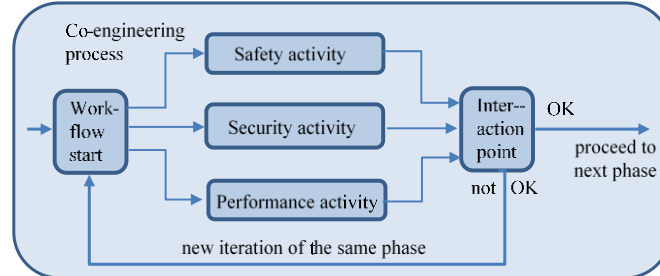 Co-engineering
process
Safety activity
Work-
flow
start
Security activity
Performance activity
Inter--
action
point
OK
proceed to
next phase
not OK
new iteration of the same phase